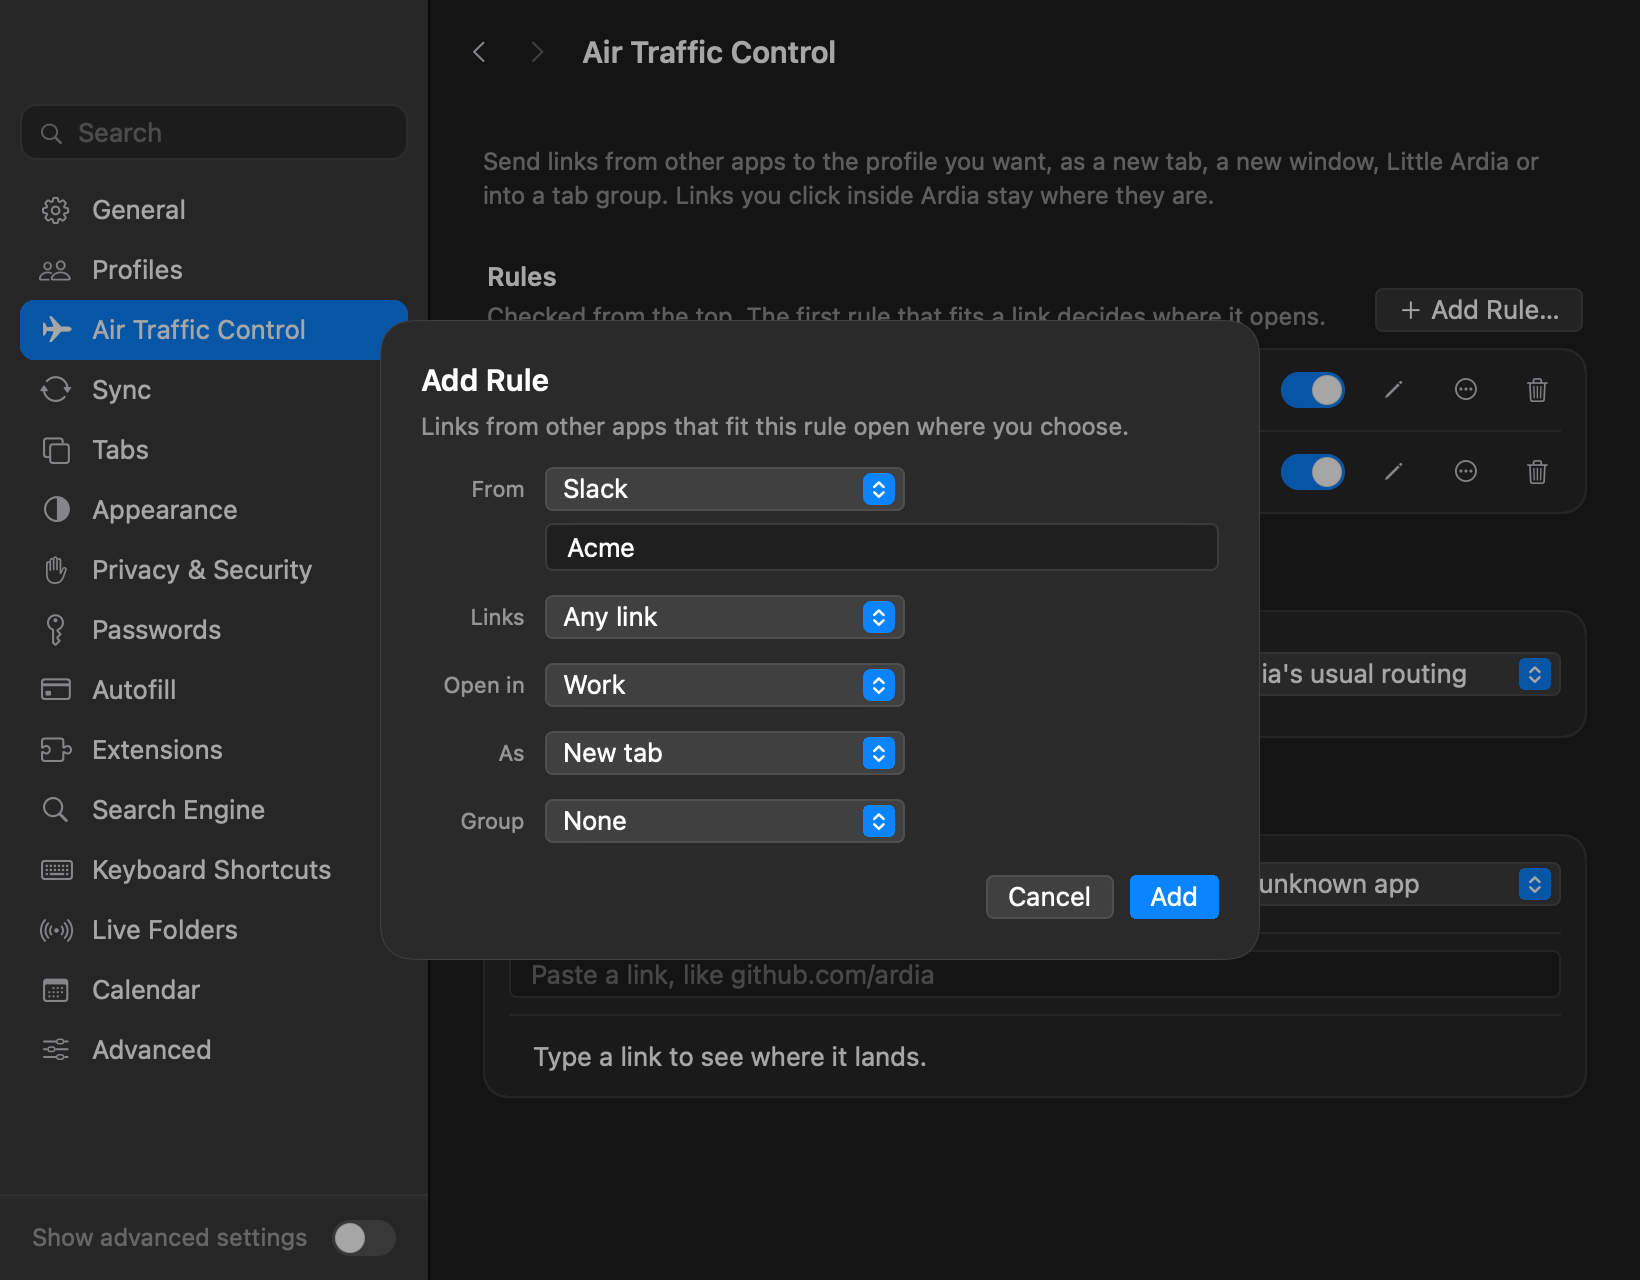 Air Traffic Control
Search
General
Profiles
Air Traffic Control
Sync
Tabs
Appearance
Privacy & Security
Passwords
Autofill
Extensions
Search Engine
Keyboard Shortcuts
Live Folders
Calendar
Advanced
Show advanced settings
Send links from other apps to the profile you want, as a new tab, a new window, Little Ardia or
into a tab group. Links you click inside Ardia stay where they are.
Rules
Checked from the top. The first rule that fits a link decides where it opens.
Add Rule...
Add Rule
Links from other apps that fit this rule open where you choose.
From
Slack
Acme
Links
Any link
Open in
Work
As
New tab
Group
None
Cancel
Add
usual routing
unknown app
Paste a link, like github.com/ardia
Type a link to see where it lands.